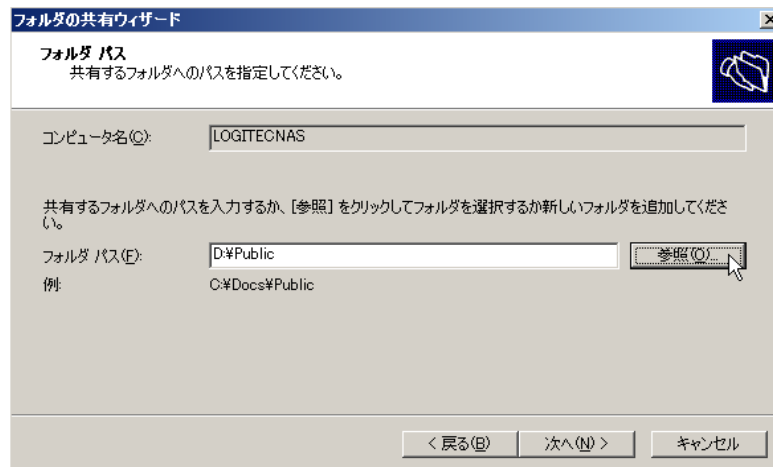 フォルダの共有ウィザード
フォルダ パス
共有するフォルダへのパスを指定してください。
コンピュータ名(C):
LOGITECNAS
共有するフォルダへのパスを入力するか、[参照] をクリックしてフォルダを選択するか新しいフォルダを追加してくださ
い。
フォルダ パス(F):
D:¥Public
参照(O)...
例:
C:¥Docs¥Public
< 戻る(B)
次へ(N) >
キャンセル